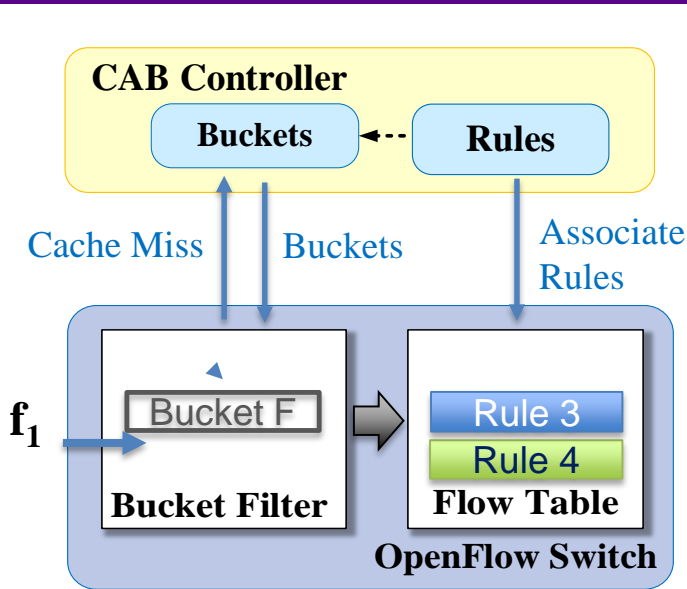 CAB Controller
Buckets
Rules
Cache Miss
Buckets
Associate
Rules
f₁
Bucket F
Bucket Filter
Rule 3
Rule 4
Flow Table
OpenFlow Switch